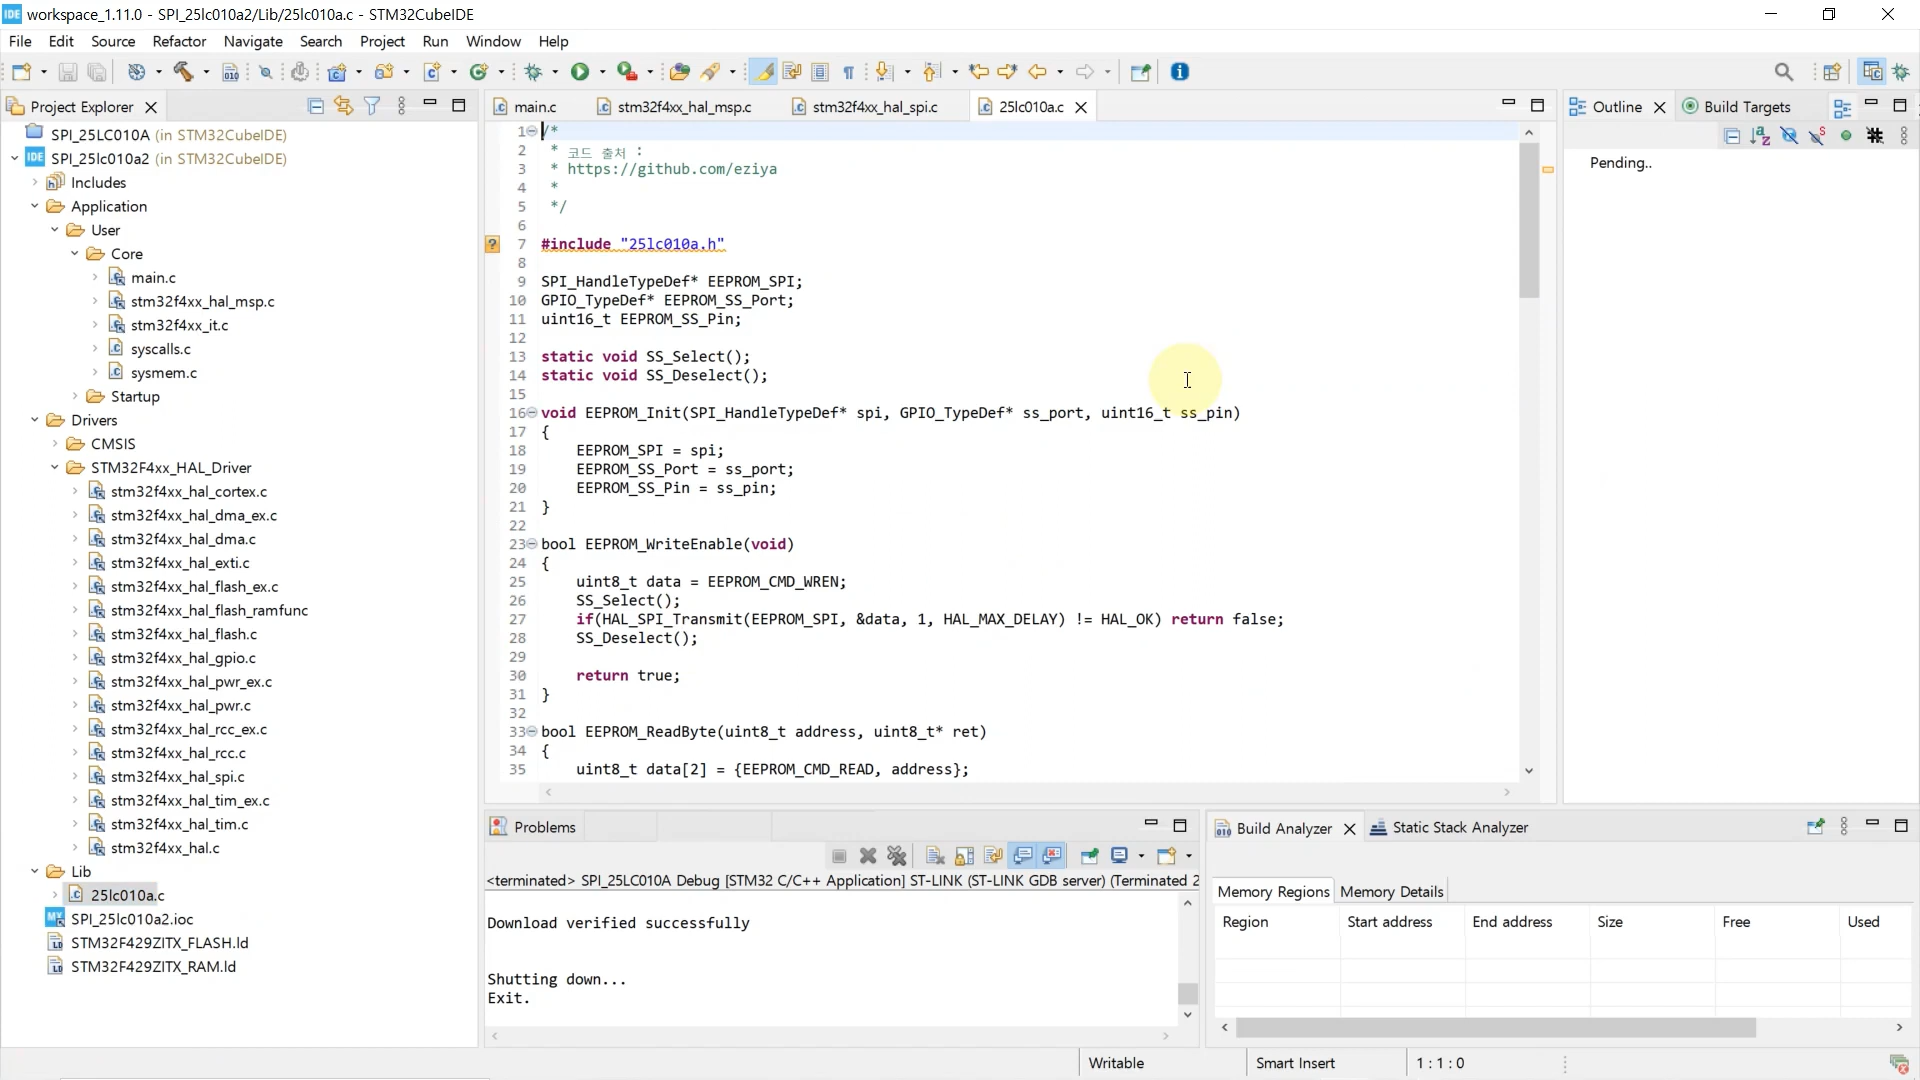 workspace_1.11.0 - SPI_25lc010a2/Lib/25lc010a.c - STM32CubeIDE
File Edit Source Refactor Navigate Search Project Run Window Help
Project Explorer
SPI_25LC010A (in STM32CubeIDE)
SPI_25lc010a2 (in STM32CubeIDE)
Includes
Application
User
Core
main.c
stm32f4xx_hal_msp.c
stm32f4xx_it.c
syscalls.c
sysmem.c
Startup
Drivers
CMSIS
STM32F4xx_HAL_Driver
stm32f4xx_hal_cortex.c
stm32f4xx_hal_dma_ex.c
stm32f4xx_hal_dma.c
stm32f4xx_hal_exti.c
stm32f4xx_hal_flash_ex.c
stm32f4xx_hal_flash_ramfunc
stm32f4xx_hal_flash.c
stm32f4xx_hal_gpio.c
stm32f4xx_hal_pwr_ex.c
stm32f4xx_hal_pwr.c
stm32f4xx_hal_rcc_ex.c
stm32f4xx_hal_rcc.c
stm32f4xx_hal_spi.c
stm32f4xx_hal_tim_ex.c
stm32f4xx_hal_tim.c
stm32f4xx_hal.c
Lib
25lc010a.c
SPI_25lc010a2.ioc
STM32F429ZITX_FLASH.ld
STM32F429ZITX_RAM.ld
main.c stm32f4xx_hal_msp.c stm32f4xx_hal_spi.c 25lc010a.c
1 /*
2 * 코드 출처 :
3 * https://github.com/eziya
4 *
5 */
6
7 #include "25lc010a.h"
8
9 SPI_HandleTypeDef* EEPROM_SPI;
10 GPIO_TypeDef* EEPROM_SS_Port;
11 uint16_t EEPROM_SS_Pin;
12
13 static void SS_Select();
14 static void SS_Deselect();
15
16 void EEPROM_Init(SPI_HandleTypeDef* spi, GPIO_TypeDef* ss_port, uint16_t ss_pin)
17 {
18 EEPROM_SPI = spi;
19 EEPROM_SS_Port = ss_port;
20 EEPROM_SS_Pin = ss_pin;
21 }
22
23 bool EEPROM_WriteEnable(void)
24 {
25 uint8_t data = EEPROM_CMD_WREN;
26 SS_Select();
27 if(HAL_SPI_Transmit(EEPROM_SPI, &data, 1, HAL_MAX_DELAY) != HAL_OK) return false;
28 SS_Deselect();
29
30 return true;
31 }
32
33 bool EEPROM_ReadByte(uint8_t address, uint8_t* ret)
34 {
35 uint8_t data[2] = {EEPROM_CMD_READ, address};
Outline Build Targets
Pending..
Problems
<terminated> SPI_25LC010A Debug [STM32 C/C++ Application] ST-LINK (ST-LINK GDB server) (Terminated 2
Download verified successfully
Shutting down...
Exit.
Build Analyzer Static Stack Analyzer
Memory Regions Memory Details
Region Start address End address Size Free Used
Writable Smart Insert 1 : 1 : 0